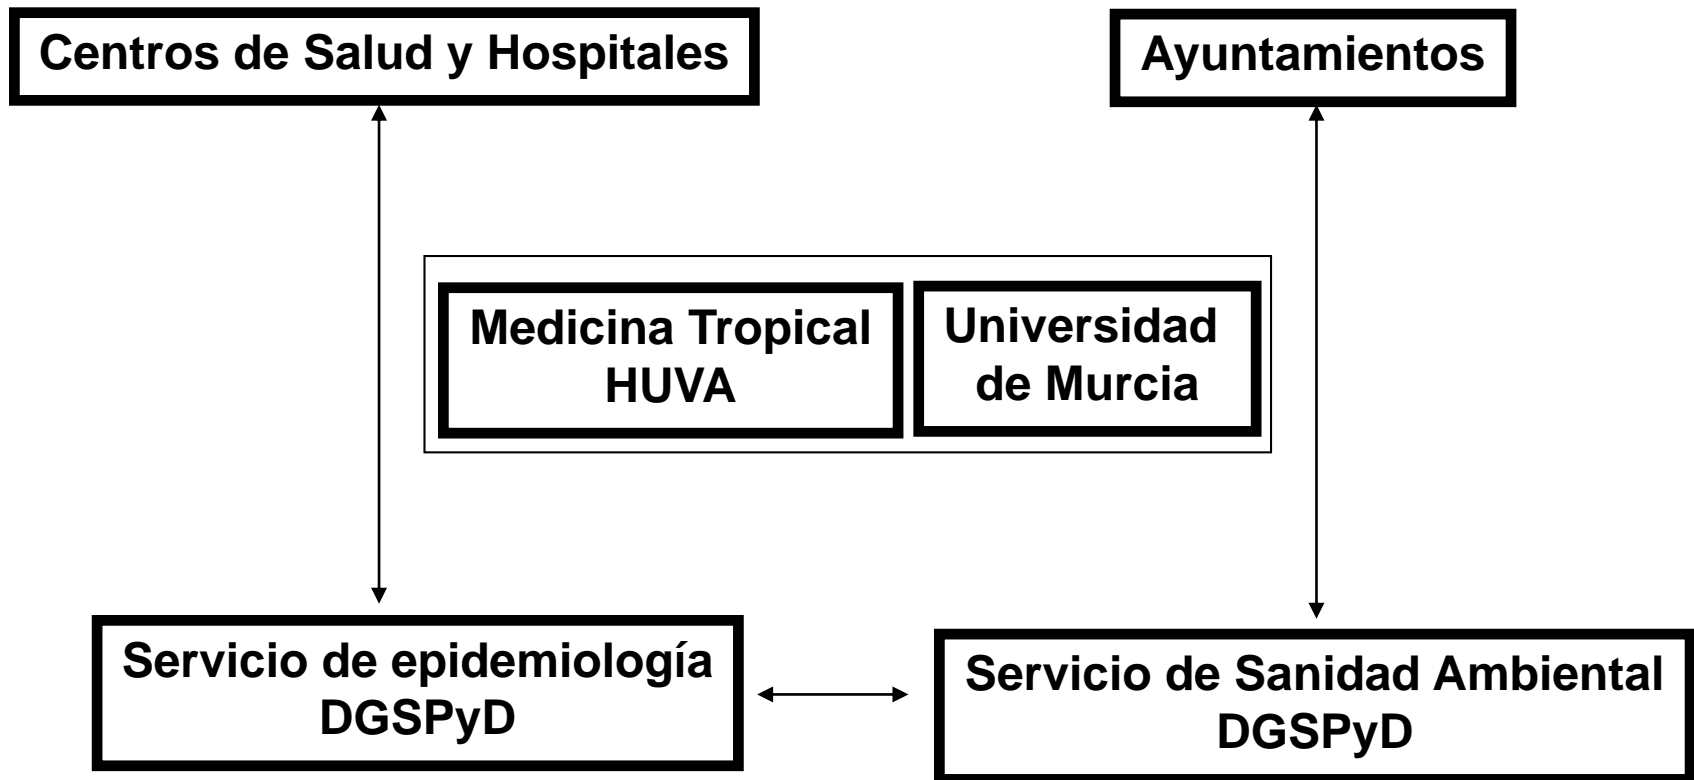 Centros de Salud y Hospitales
Ayuntamientos
Medicina Tropical
HUVA
Universidad
de Murcia
Servicio de epidemiología
DGSPyD
Servicio de Sanidad Ambiental
DGSPyD